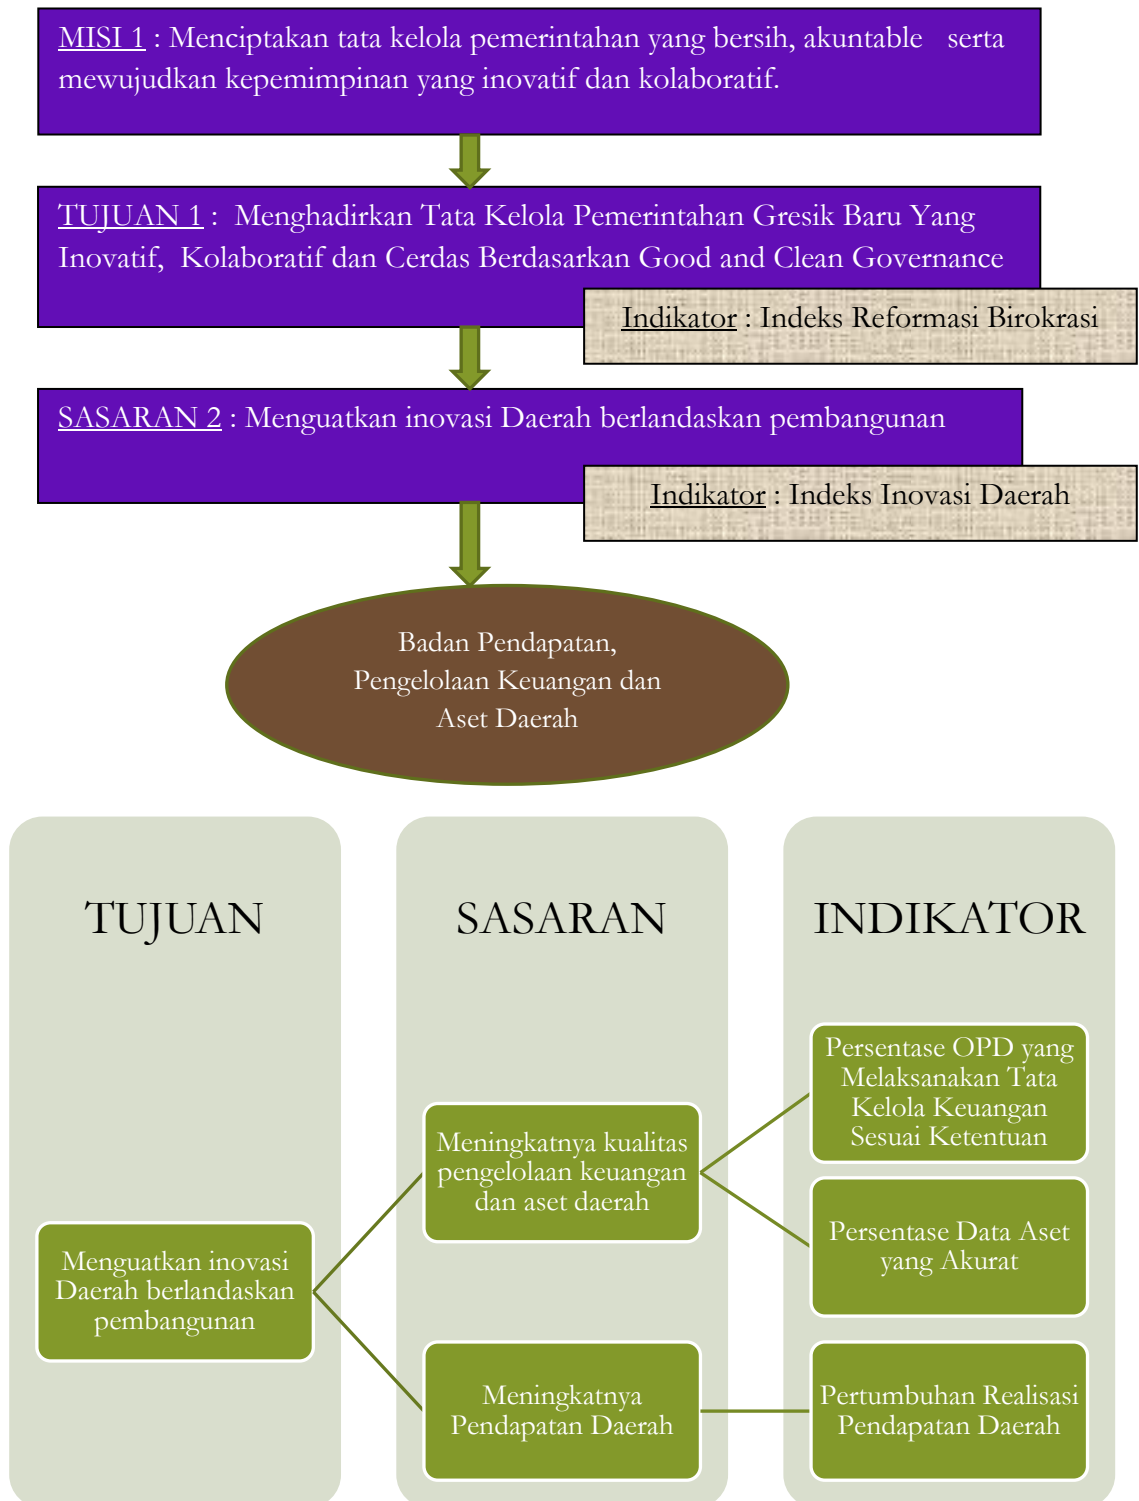 MISI 1 : Menciptakan tata kelola pemerintahan yang bersih, akuntable serta
mewujudkan kepemimpinan yang inovatif dan kolaboratif.
TUJUAN 1 : Menghadirkan Tata Kelola Pemerintahan Gresik Baru Yang
Inovatif, Kolaboratif dan Cerdas Berdasarkan Good and Clean Governance
Indikator : Indeks Reformasi Birokrasi
SASARAN 2 : Menguatkan inovasi Daerah berlandaskan pembangunan
Indikator : Indeks Inovasi Daerah
Badan Pendapatan,
Pengelolaan Keuangan dan
Aset Daerah
TUJUAN
Menguatkan inovasi
Daerah berlandaskan
pembangunan
SASARAN
Meningkatnya kualitas
pengelolaan keuangan
dan aset daerah
Meningkatnya
Pendapatan Daerah
INDIKATOR
Persentase OPD yang
Melaksanakan Tata
Kelola Keuangan
Sesuai Ketentuan
Persentase Data Aset
yang Akurat
Pertumbuhan Realisasi
Pendapatan Daerah